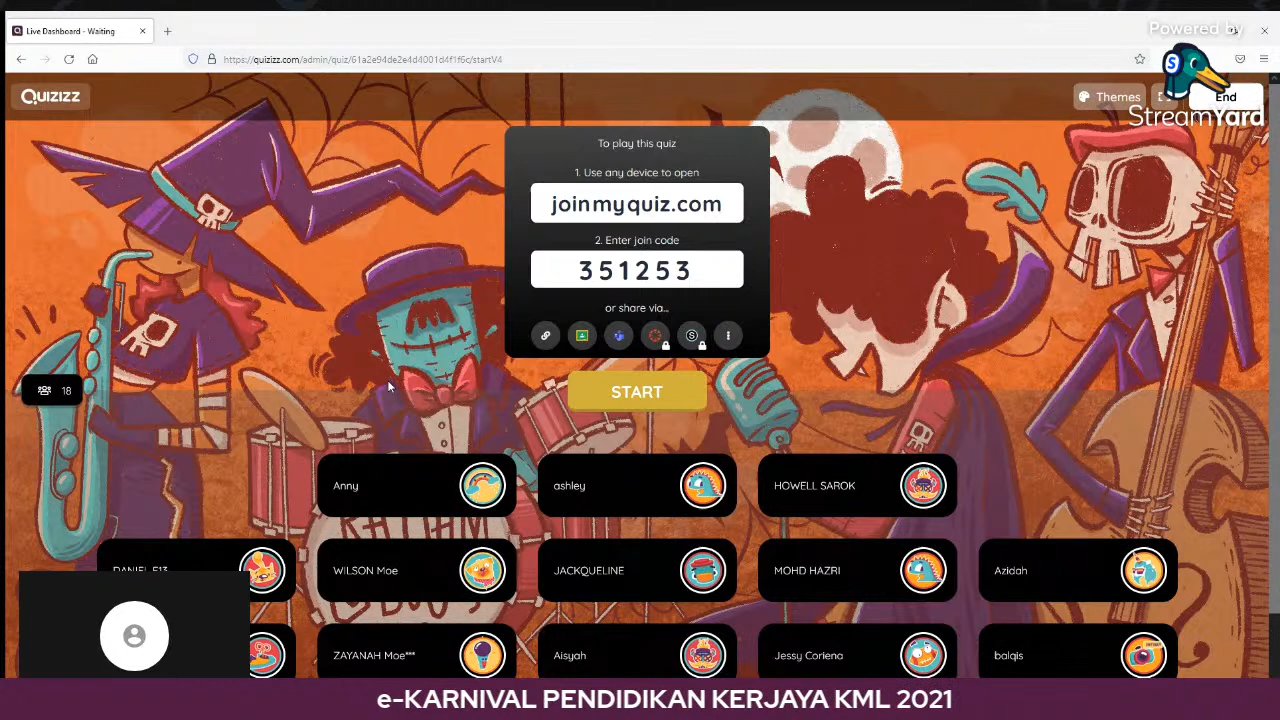 Live Dashboard - Waiting
Powered by
https://quizizz.com/admin/quiz/61a2e94de2e4d4001d4f1f6e/startV4
QUIZIZZ
Themes
End
StreamYard
To play this quiz
1. Use any device to open
joinmyquiz.com
2. Enter join code
351253
or share via...
18
START
Anny
ashley
HOWELL SAROK
DANIEL E13
WILSON Moe
JACKQUELINE
MOHD HAZRI
Azidah
ZAYANAH Moe***
Aisyah
Jessy Coriena
balqis
e-KARNIVAL PENDIDIKAN KERJAYA KML 2021